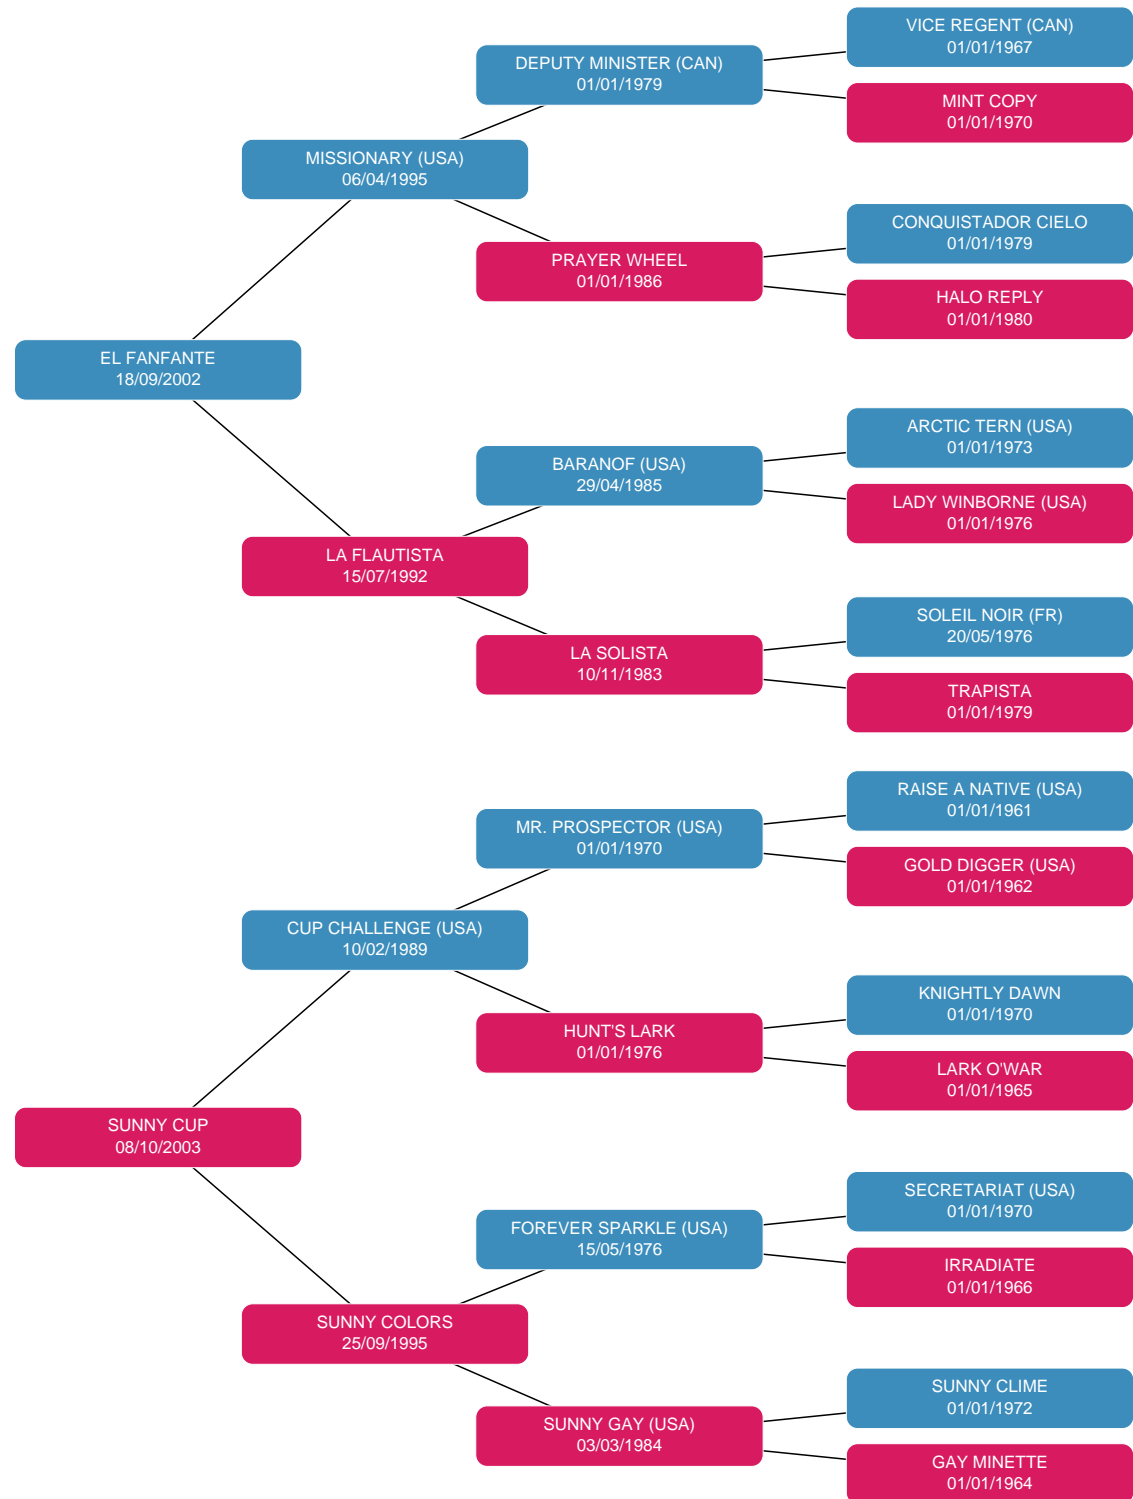 VICE REGENT (CAN)
01/01/1967
DEPUTY MINISTER (CAN)
01/01/1979
MINT COPY
01/01/1970
MISSIONARY (USA)
06/04/1995
CONQUISTADOR CIELO
01/01/1979
PRAYER WHEEL
01/01/1986
HALO REPLY
01/01/1980
EL FANFANTE
18/09/2002
ARCTIC TERN (USA)
01/01/1973
BARANOF (USA)
29/04/1985
LADY WINBORNE (USA)
01/01/1976
LA FLAUTISTA
15/07/1992
SOLEIL NOIR (FR)
20/05/1976
LA SOLISTA
10/11/1983
TRAPISTA
01/01/1979
RAISE A NATIVE (USA)
01/01/1961
MR. PROSPECTOR (USA)
01/01/1970
GOLD DIGGER (USA)
01/01/1962
CUP CHALLENGE (USA)
10/02/1989
KNIGHTLY DAWN
01/01/1970
HUNT'S LARK
01/01/1976
LARK O'WAR
01/01/1965
SUNNY CUP
08/10/2003
SECRETARIAT (USA)
01/01/1970
FOREVER SPARKLE (USA)
15/05/1976
IRRADIATE
01/01/1966
SUNNY COLORS
25/09/1995
SUNNY CLIME
01/01/1972
SUNNY GAY (USA)
03/03/1984
GAY MINETTE
01/01/1964